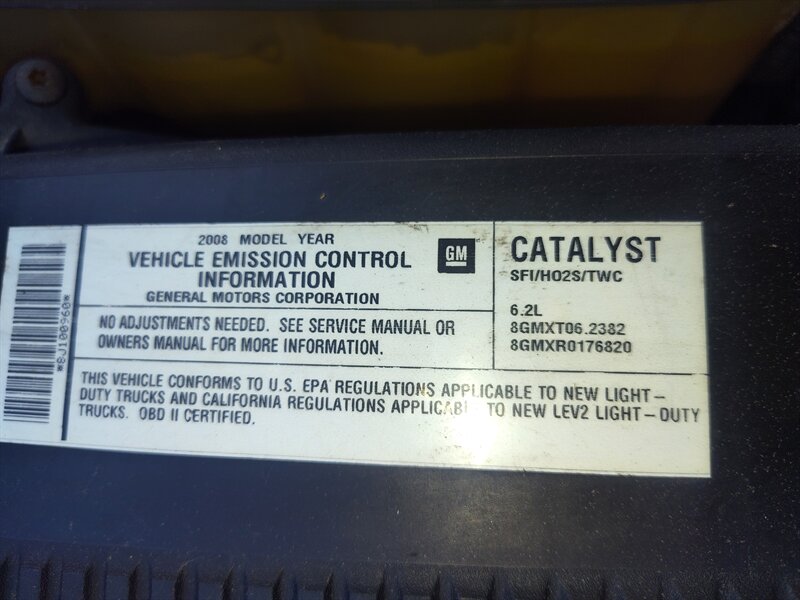 *8J100960*
2008 MODEL YEAR
VEHICLE EMISSION CONTROL
INFORMATION
GENERAL MOTORS CORPORATION
GM
NO ADJUSTMENTS NEEDED. SEE SERVICE MANUAL OR
OWNERS MANUAL FOR MORE INFORMATION.
CATALYST
SFI/HO2S/TWC
6.2L
8GMXT06.2382
8GMXR0176820
THIS VEHICLE CONFORMS TO U.S. EPA REGULATIONS APPLICABLE TO NEW LIGHT-
DUTY TRUCKS AND CALIFORNIA REGULATIONS APPLICABL TO NEW LEV2 LIGHT-DUTY
TRUCKS. OBD II CERTIFIED.